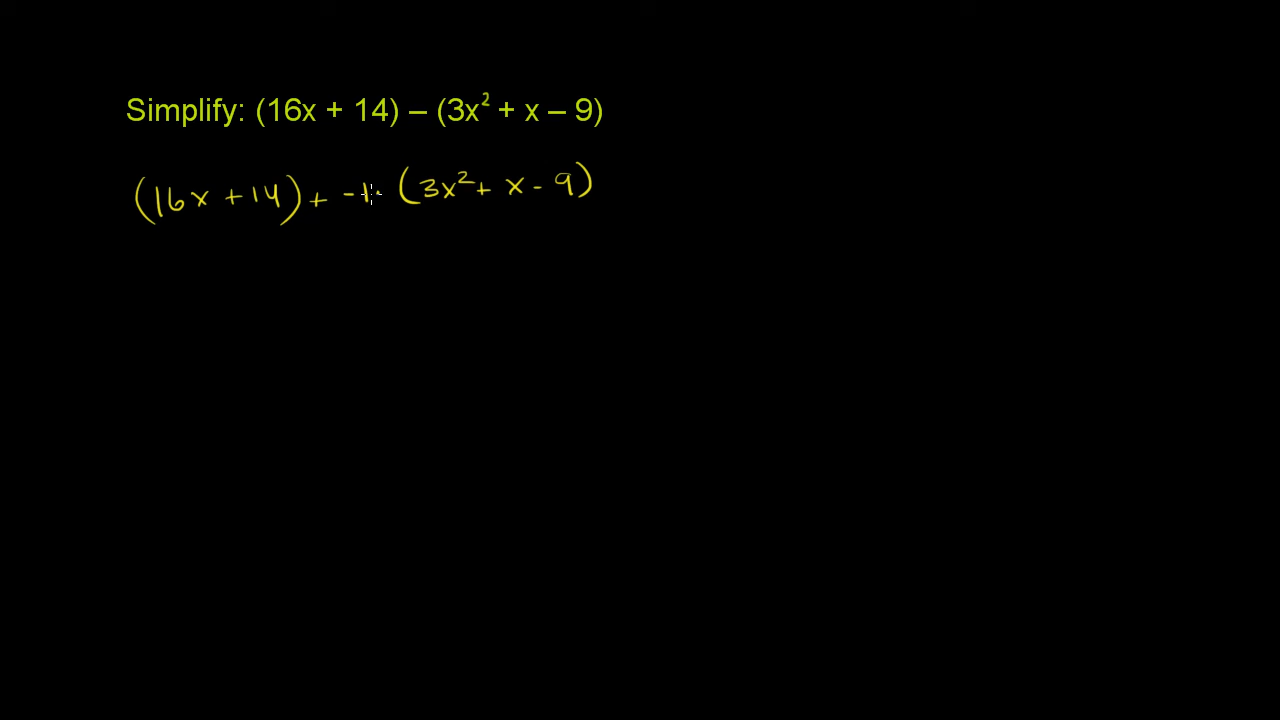 Simplify: (16x + 14) – (3x² + x – 9)
(16x + 14) + -1· (3x² + x - 9)